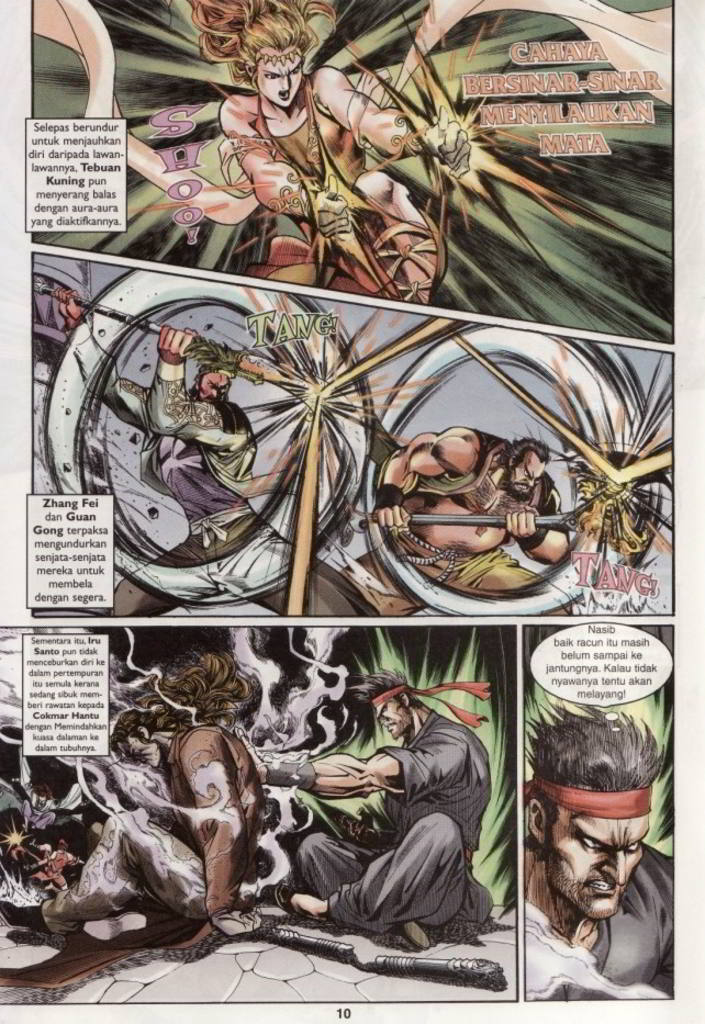 CAHAYA
BERSINAR-SINAR
MENYILAUKAN
MATA
SHOO
Selepas berundur
untuk menjauhkan
diri daripada lawan-
lawannya, Tebuan
Kuning pun
menyerang balas
dengan aura-aura
yang diaktifkannya.
TANG!
Zhang Fei
dan Guan
Gong terpaksa
mengundurkan
senjata-senjata
mereka untuk
membela
dengan segera.
TANG!
Sementara itu, Iru
Santo pun tidak
menceburkan diri ke
dalam pertempuran
itu semula kerana
sedang sibuk mem-
beri rawatan kepada
Cokmar Hantu
dengan Memindahkan
kuasa dalaman ke
dalam tubuhnya.
Nasib
baik racun itu masih
belum sampai ke
jantungnya. Kalau tidak
nyawanya tentu akan
melayang!
10